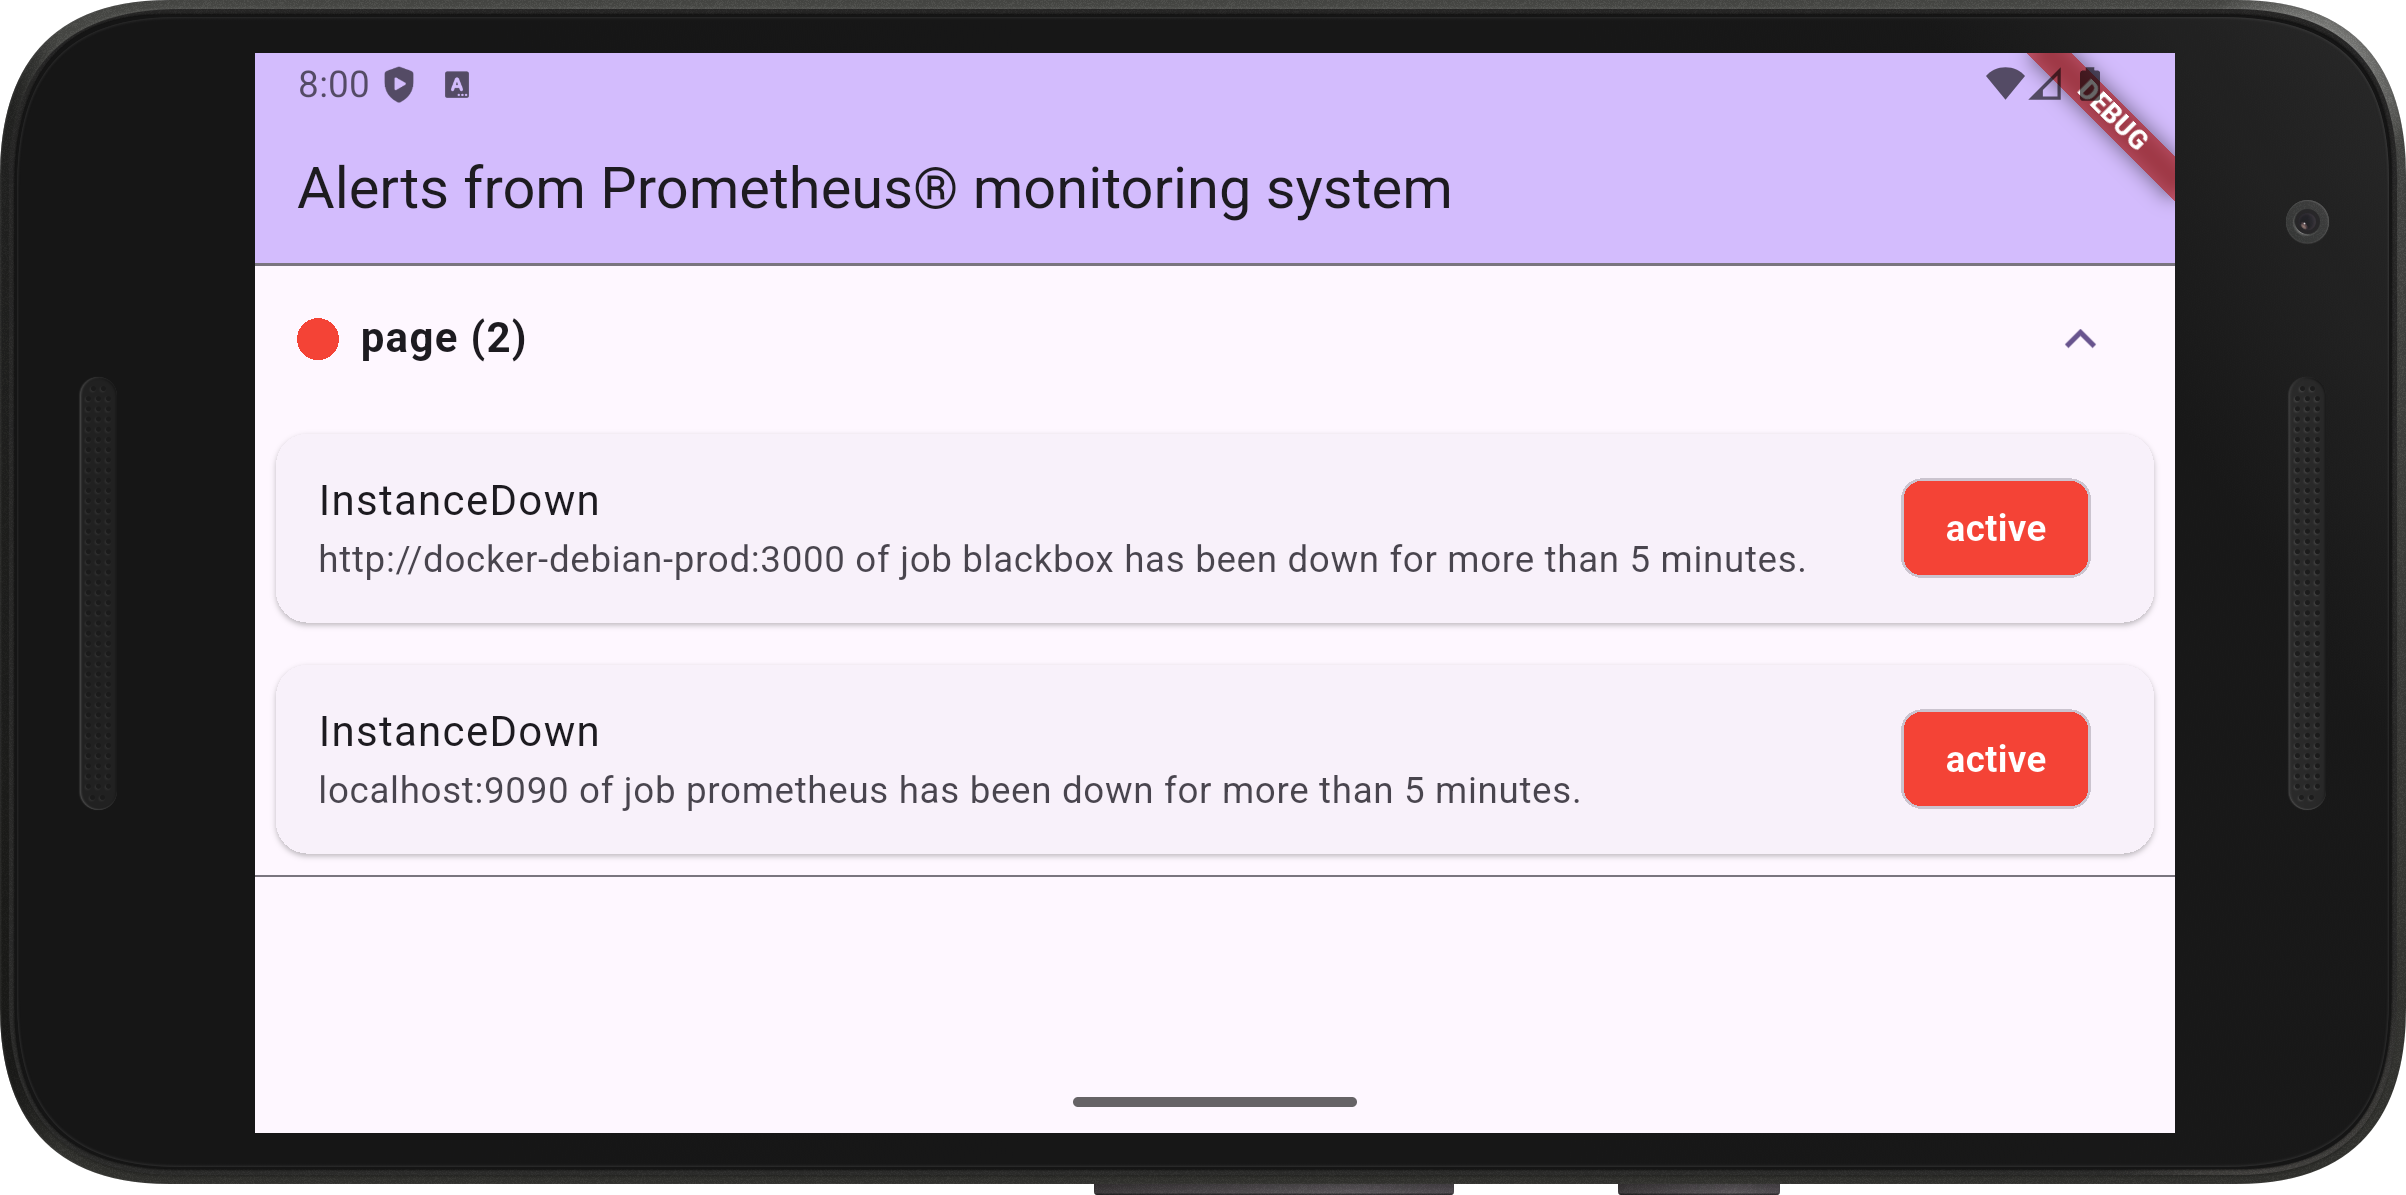 8:00
DEBUG
Alerts from Prometheus® monitoring system
page (2)
InstanceDown
http://docker-debian-prod:3000 of job blackbox has been down for more than 5 minutes.
active
InstanceDown
localhost:9090 of job prometheus has been down for more than 5 minutes.
active